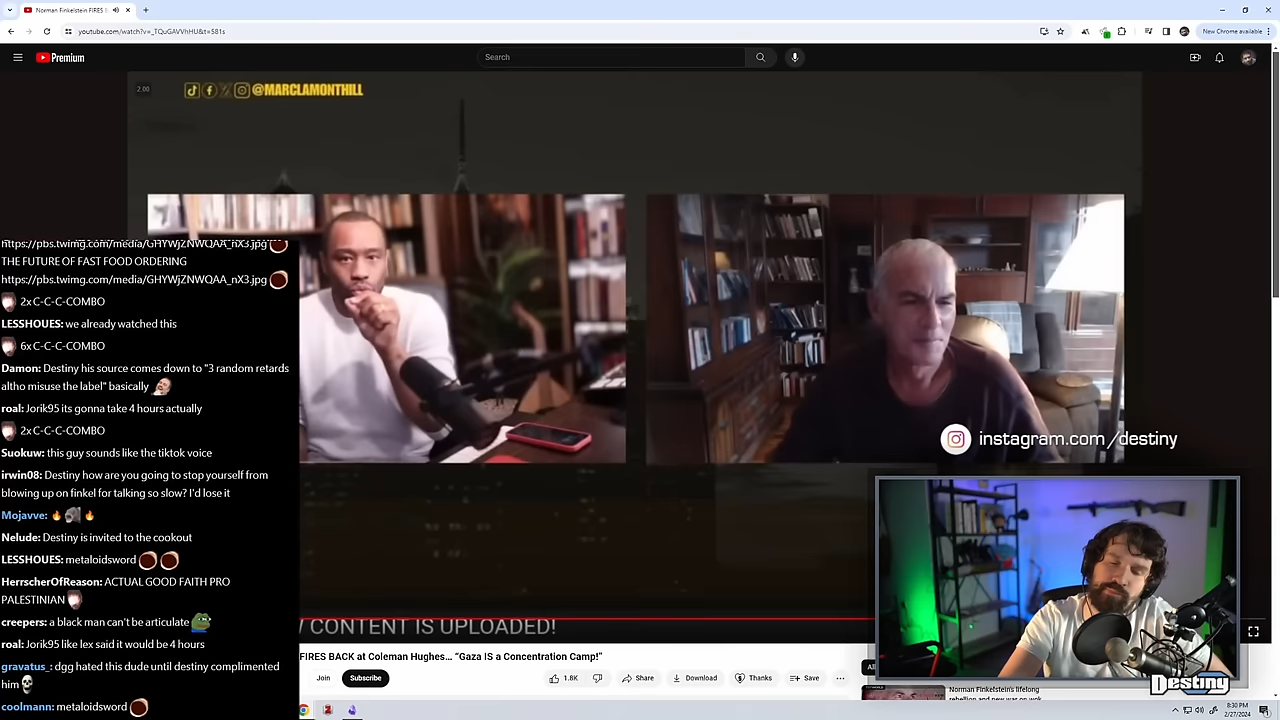 Norman Finkelstein FIRES
youtube.com/watch?v=_TQuGAVVhHU&t=581s
New Chrome available
Premium
Search
2.00
@MARCLAMONTHILL
https://pbs.twimg.com/media/GHYWjZNWQAA_nX3.jpg
THE FUTURE OF FAST FOOD ORDERING
https://pbs.twimg.com/media/GHYWjZNWQAA_nX3.jpg
2x C-C-C-COMBO
LESSHOUES: we already watched this
6x C-C-C-COMBO
Damon: Destiny his source comes down to "3 random retards
altho misuse the label" basically
roal: Jorik95 its gonna take 4 hours actually
2x C-C-C-COMBO
Suokuw: this guy sounds like the tiktok voice
irwin08: Destiny how are you going to stop yourself from
blowing up on finkel for talking so slow? I'd lose it
Mojavve:
Nelude: Destiny is invited to the cookout
LESSHOUES: metaloidsword
HerrscherOfReason: ACTUAL GOOD FAITH PRO
PALESTINIAN
creepers: a black man can't be articulate
roal: Jorik95 like lex said it would be 4 hours
gravatus_: dgg hated this dude until destiny complimented
him
coolmann: metaloidsword
instagram.com/destiny
CONTENT IS UPLOADED!
FIRES BACK at Coleman Hughes... "Gaza IS a Concentration Camp!"
Join
Subscribe
1.8K
Share
Download
Thanks
Save
All
Norman Finkelstein's lifelong
rebellion and new war on wok
Destiny
8:30 PM
2/27/2024